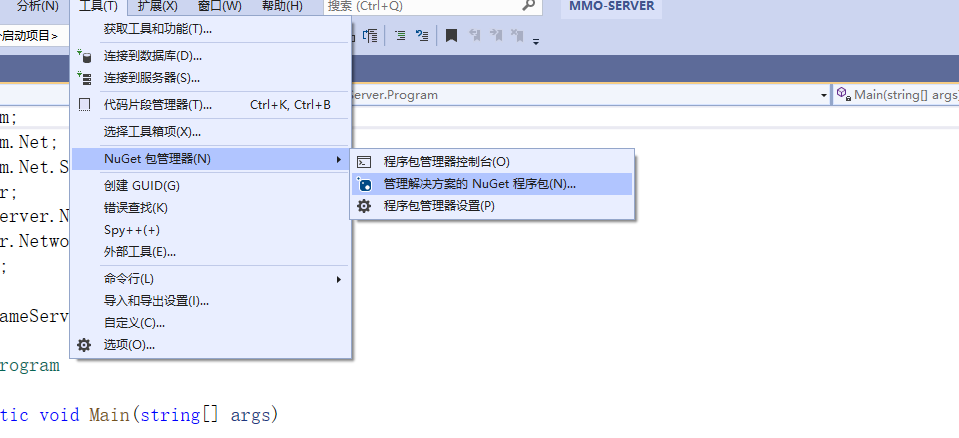 分析(N) 工具(T) 扩展(X) 窗口(W) 帮助(H) 搜索 (Ctrl+Q) MMO-SERVER
启动项目>
获取工具和功能(T)...
连接到数据库(D)...
连接到服务器(S)...
代码片段管理器(T)... Ctrl+K, Ctrl+B
Server.Program Main(string[] args)
选择工具箱项(X)...
m;
m.Net;
NuGet 包管理器(N)
程序包管理器控制台(O)
m.Net.S
管理解决方案的 NuGet 程序包(N)...
创建 GUID(G)
r;
程序包管理器设置(P)
错误查找(K)
erver.N
Spy++(+)
r.Netwo
外部工具(E)...
;
命令行(L)
导入和导出设置(I)...
ameServ
自定义(C)...
选项(O)...
rogram
tic void Main(string[] args)